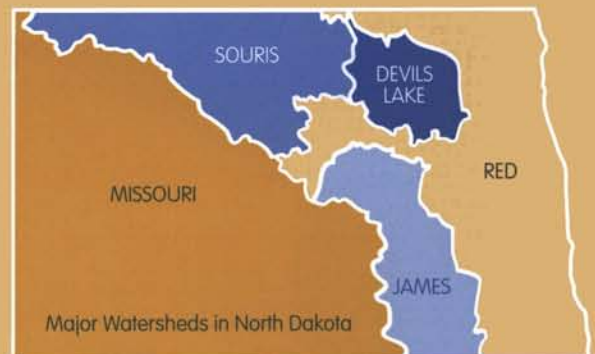 SOURIS
DEVILS
LAKE
RED
MISSOURI
JAMES
Major Watersheds in North Dakota